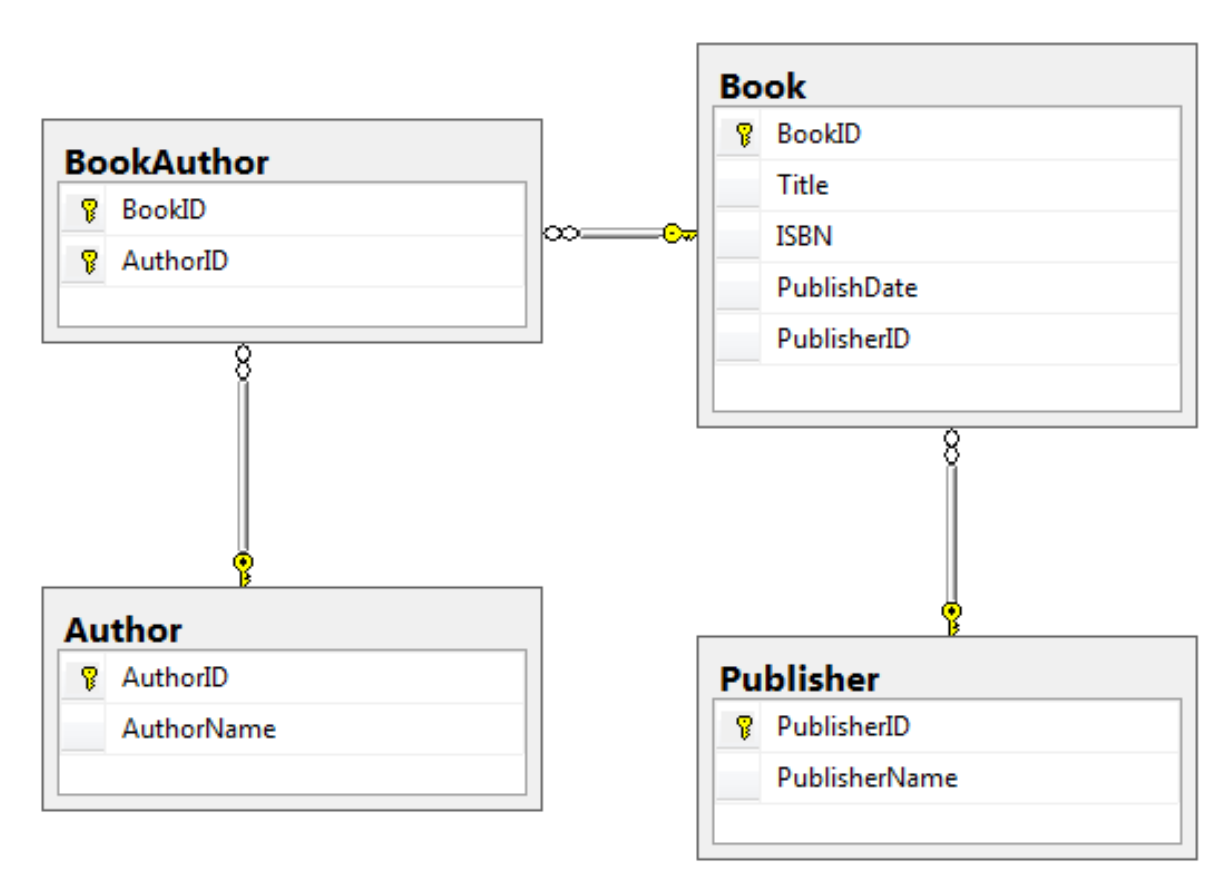 BookAuthor
BookID
AuthorID
Book
BookID
Title
ISBN
PublishDate
PublisherID
Author
AuthorID
AuthorName
Publisher
PublisherID
PublisherName